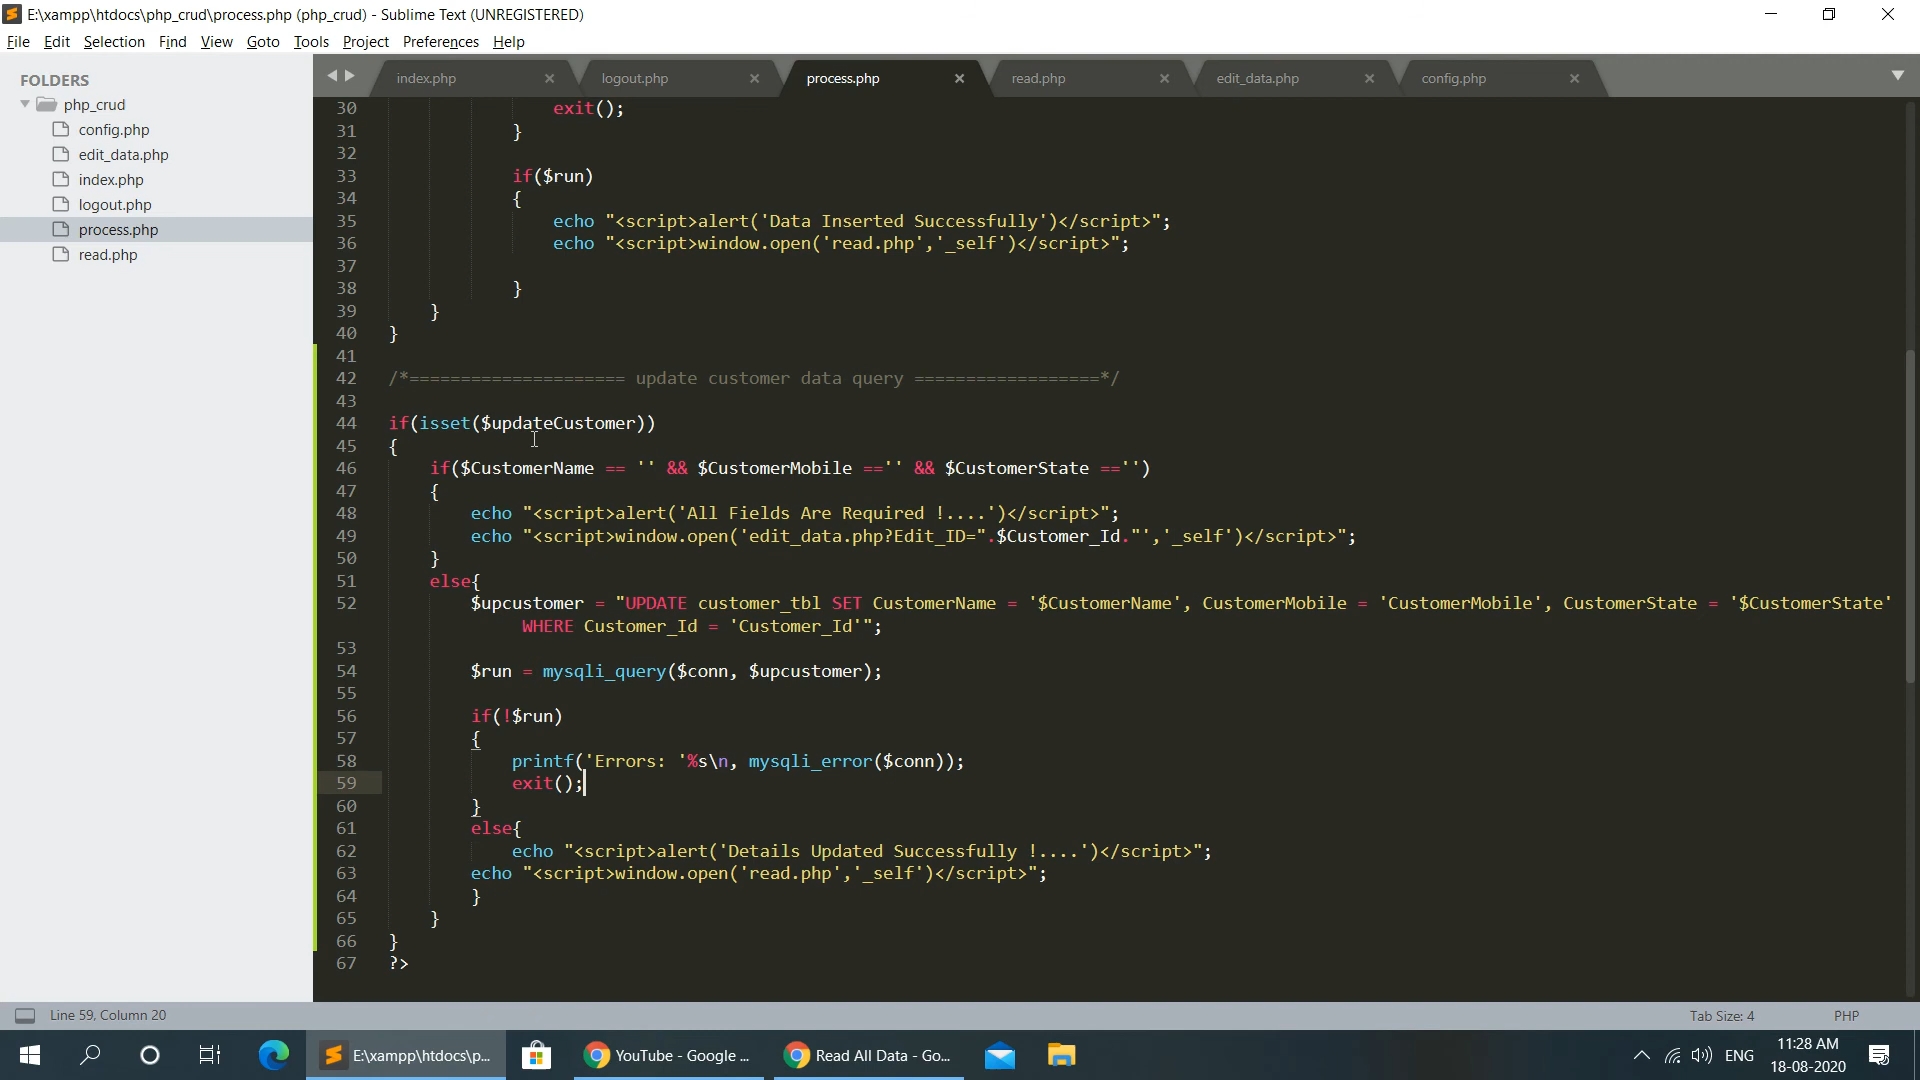 E:\xampp\htdocs\php_crud\process.php (php_crud) - Sublime Text (UNREGISTERED)
File Edit Selection Find View Goto Tools Project Preferences Help
FOLDERS
php_crud
config.php
edit_data.php
index.php
logout.php
process.php
read.php
index.php × logout.php × process.php × read.php × edit_data.php × config.php ×
30 exit();
31 }
32
33 if($run)
34 {
35 echo "<script>alert('Data Inserted Successfully')</script>";
36 echo "<script>window.open('read.php','_self')</script>";
37
38 }
39 }
40 }
41
42 /*===================== update customer data query ==================*/
43
44 if(isset($updateCustomer))
45 {
46 if($CustomerName == '' && $CustomerMobile =='' && $CustomerState =='')
47 {
48 echo "<script>alert('All Fields Are Required !....')</script>";
49 echo "<script>window.open('edit_data.php?Edit_ID=".$Customer_Id."','_self')</script>";
50 }
51 else{
52 $upcustomer = "UPDATE customer_tbl SET CustomerName = '$CustomerName', CustomerMobile = 'CustomerMobile', CustomerState = '$CustomerState'
WHERE Customer_Id = 'Customer_Id'";
53
54 $run = mysqli_query($conn, $upcustomer);
55
56 if(!$run)
57 {
58 printf('Errors: '%s\n, mysqli_error($conn));
59 exit();
60 }
61 else{
62 echo "<script>alert('Details Updated Successfully !....')</script>";
63 echo "<script>window.open('read.php','_self')</script>";
64 }
65 }
66 }
67 ?>
Line 59, Column 20 Tab Size: 4 PHP
E:\xampp\htdocs\p... YouTube - Google ... Read All Data - Go... ENG 11:28 AM
18-08-2020